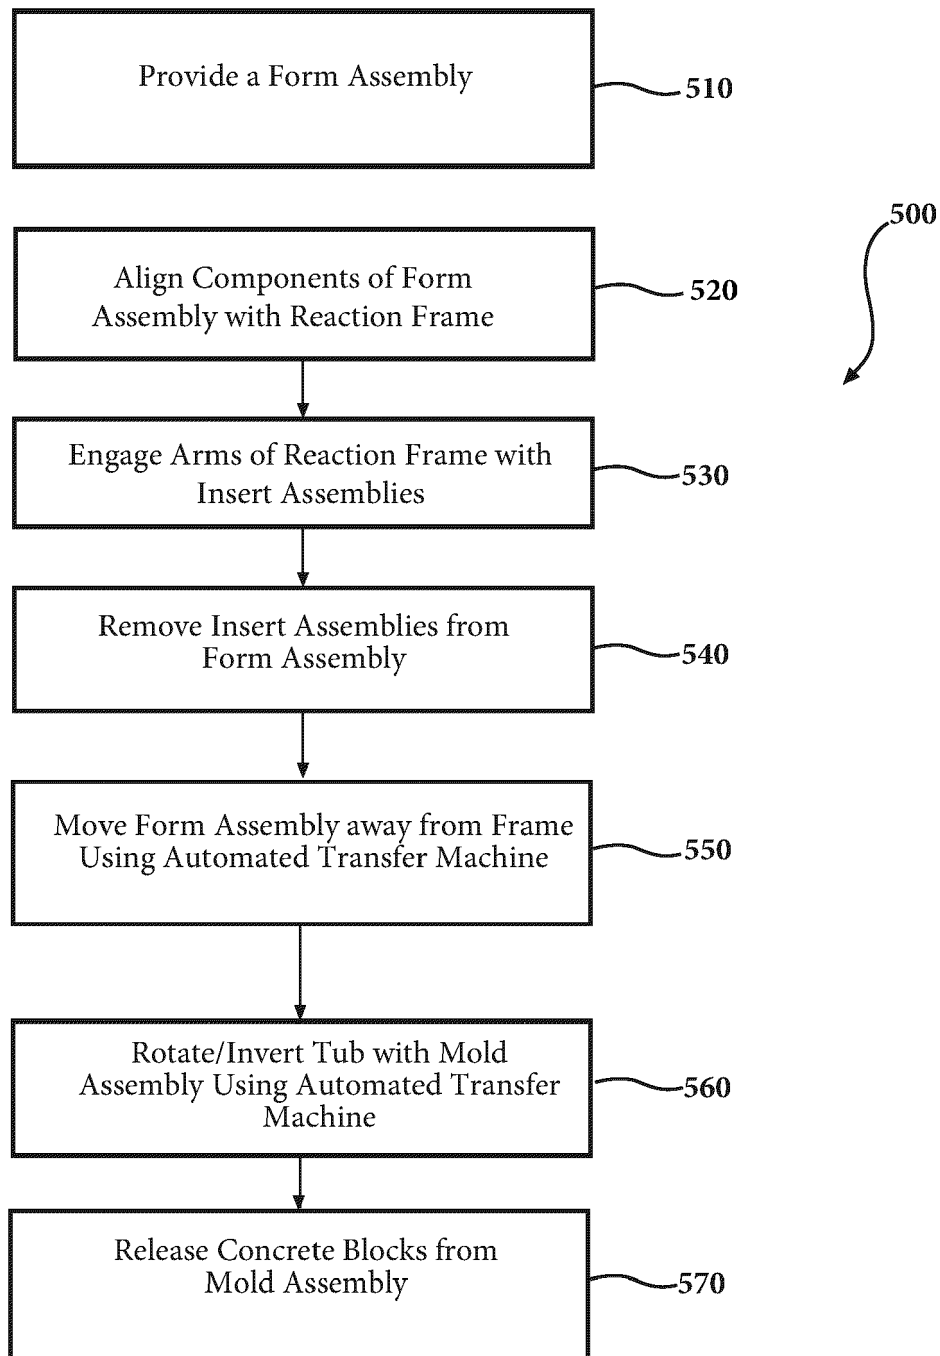 Provide a Form Assembly
510
500
Align Components of Form
Assembly with Reaction Frame
520
Engage Arms of Reaction Frame with
Insert Assemblies
530
Remove Insert Assemblies from
Form Assembly
540
Move Form Assembly away from Frame
Using Automated Transfer Machine
550
Rotate/Invert Tub with Mold
Assembly Using Automated Transfer
Machine
560
Release Concrete Blocks from
Mold Assembly
570